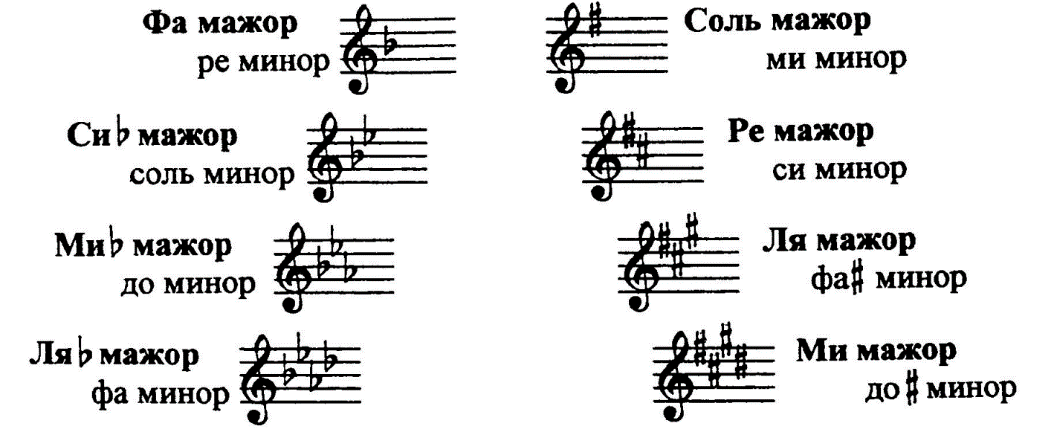 Фа мажор
ре минор
Соль мажор
ми минор
Си♭ мажор
соль минор
Ре мажор
си минор
Ми♭ мажор
до минор
Ля мажор
фа♯ минор
Ля♭ мажор
фа минор
Ми мажор
до♯ минор